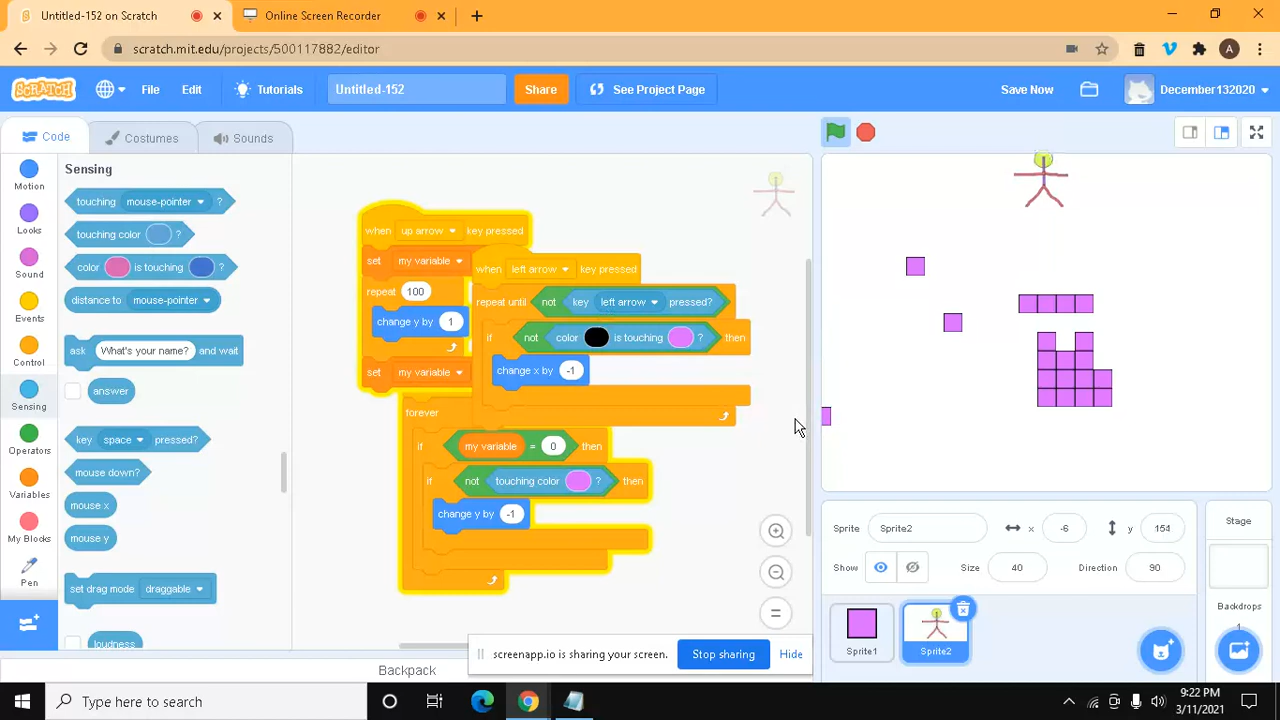 Untitled-152 on Scratch
Online Screen Recorder
scratch.mit.edu/projects/500117882/editor
A
SCRATCH
File
Edit
Tutorials
Untitled-152
Share
See Project Page
Save Now
December132020
Code
Costumes
Sounds
Motion
Looks
Sound
Events
Control
Sensing
Operators
Variables
My Blocks
Pen
Sensing
touching mouse-pointer ?
touching color ?
color is touching ?
distance to mouse-pointer
ask What's your name? and wait
answer
key space pressed?
mouse down?
mouse x
mouse y
set drag mode draggable
loudness
when up arrow key pressed
set my variable
repeat 100
change y by 1
set my variable
when left arrow key pressed
repeat until not key left arrow pressed?
if not color is touching ? then
change x by -1
forever
if my variable = 0 then
if not touching color ? then
change y by -1
Sprite Sprite2 x -6 y 154
Show Size 40 Direction 90
Sprite1
Sprite2
Stage
Backdrops
1
screenapp.io is sharing your screen.
Stop sharing
Hide
Backpack
Type here to search
9:22 PM
3/11/2021